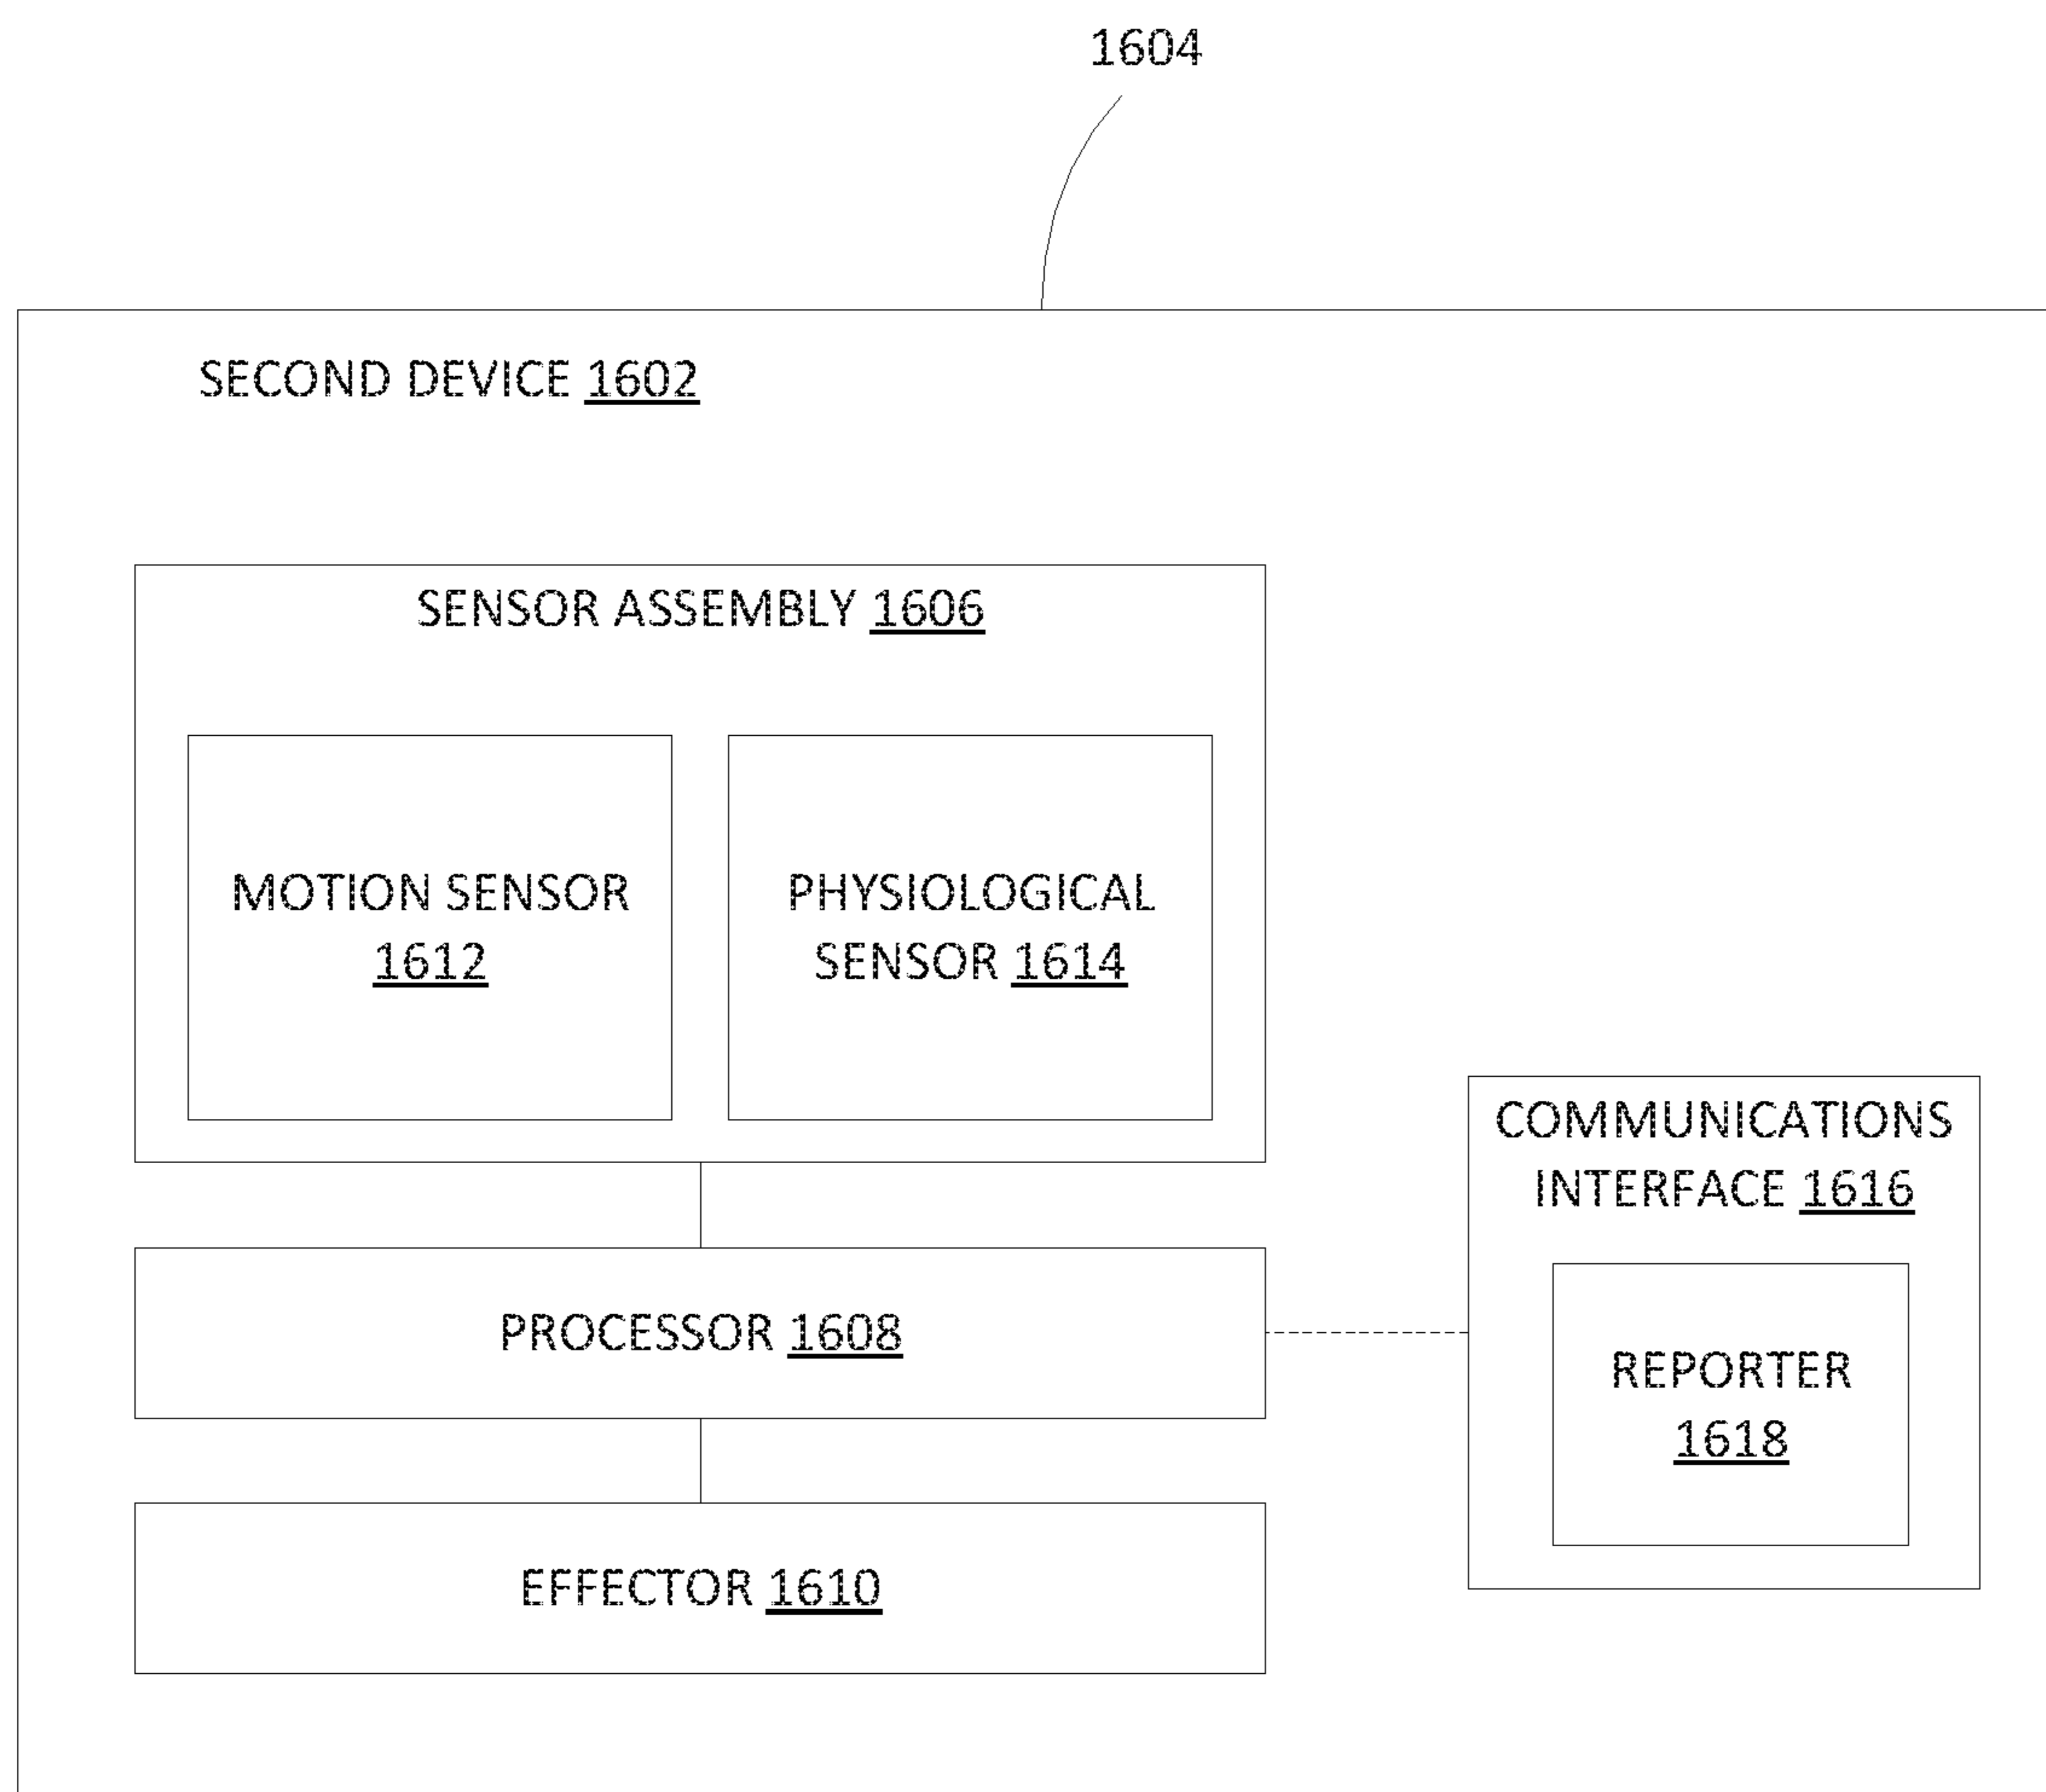 1604
SECOND DEVICE 1602
SENSOR ASSEMBLY 1606
MOTION SENSOR
1612
PHYSIOLOGICAL
SENSOR 1614
COMMUNICATIONS
INTERFACE 1616
PROCESSOR 1608
REPORTER
1618
EFFECTOR 1610